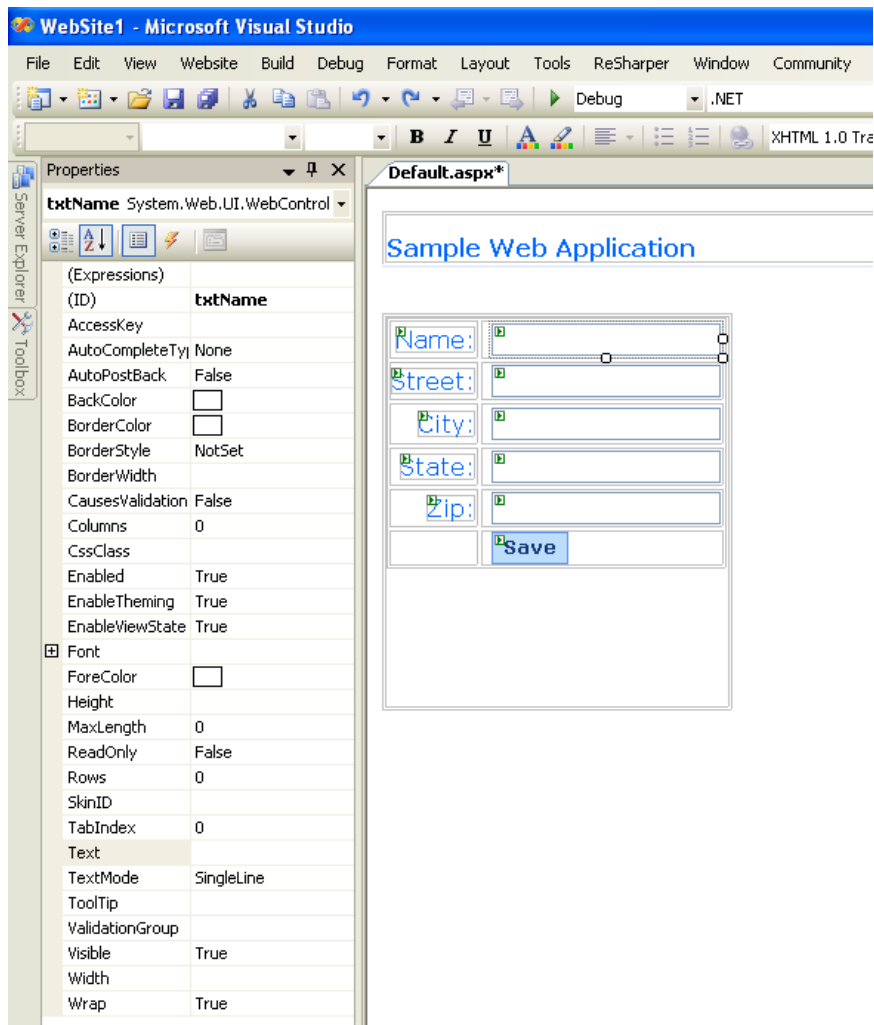 WebSite1 - Microsoft Visual Studio
File Edit View Website Build Debug Format Layout Tools ReSharper Window Community
Debug .NET
B I U A XHTML 1.0 Tra
Server Explorer
Toolbox
Properties
txtName System.Web.UI.WebControl
(Expressions)
(ID) txtName
AccessKey
AutoCompleteTy None
AutoPostBack False
BackColor
BorderColor
BorderStyle NotSet
BorderWidth
CausesValidation False
Columns 0
CssClass
Enabled True
EnableTheming True
EnableViewState True
Font
ForeColor
Height
MaxLength 0
ReadOnly False
Rows 0
SkinID
TabIndex 0
Text
TextMode SingleLine
ToolTip
ValidationGroup
Visible True
Width
Wrap True
Default.aspx*
Sample Web Application
Name:
Street:
City:
State:
Zip:
Save